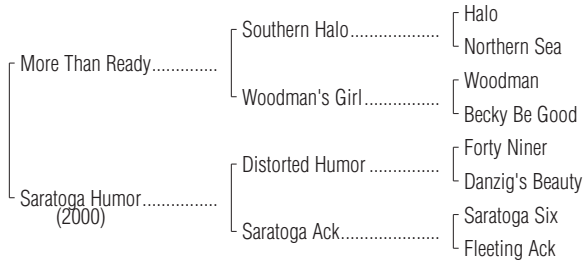 Halo
Southern Halo....................
Northern Sea
More Than Ready..............
Woodman
Woodman's Girl.................
Becky Be Good
Forty Niner
Distorted Humor ................
Danzig's Beauty
Saratoga Humor................
(2000)
Saratoga Six
Saratoga Ack......................
Fleeting Ack